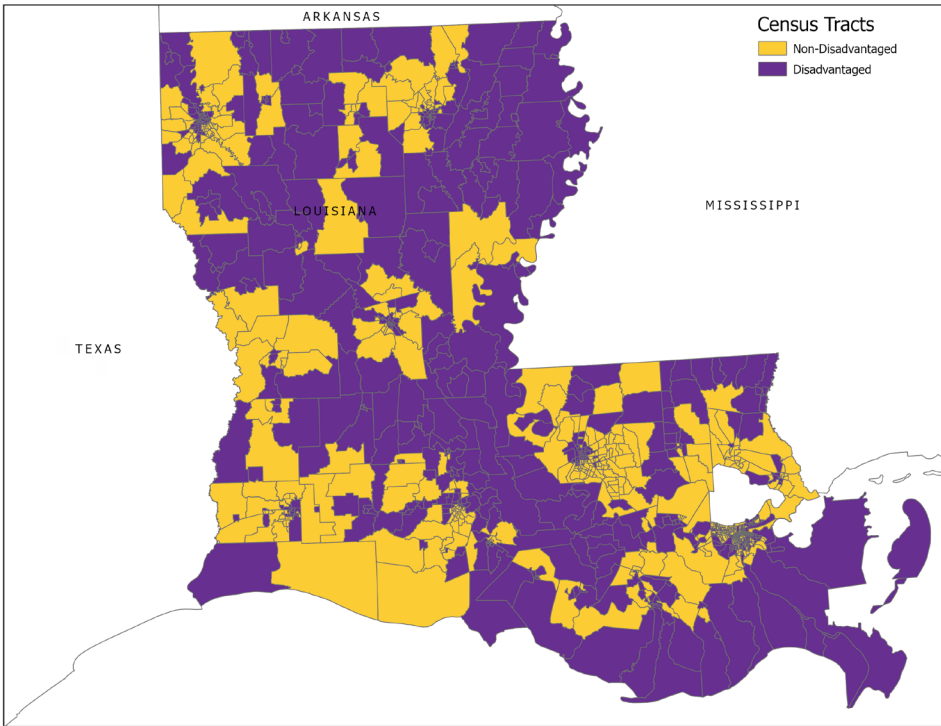 ARKANSAS
Census Tracts
Non-Disadvantaged
Disadvantaged
MISSISSIPPI
LOUISIANA
TEXAS